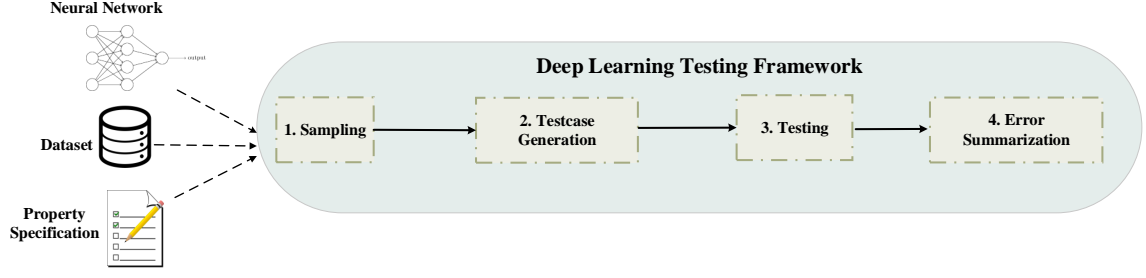 Neural Network
output
Deep Learning Testing Framework
1. Sampling
2. Testcase
Generation
3. Testing
4. Error
Summarization
Dataset
Property
Specification